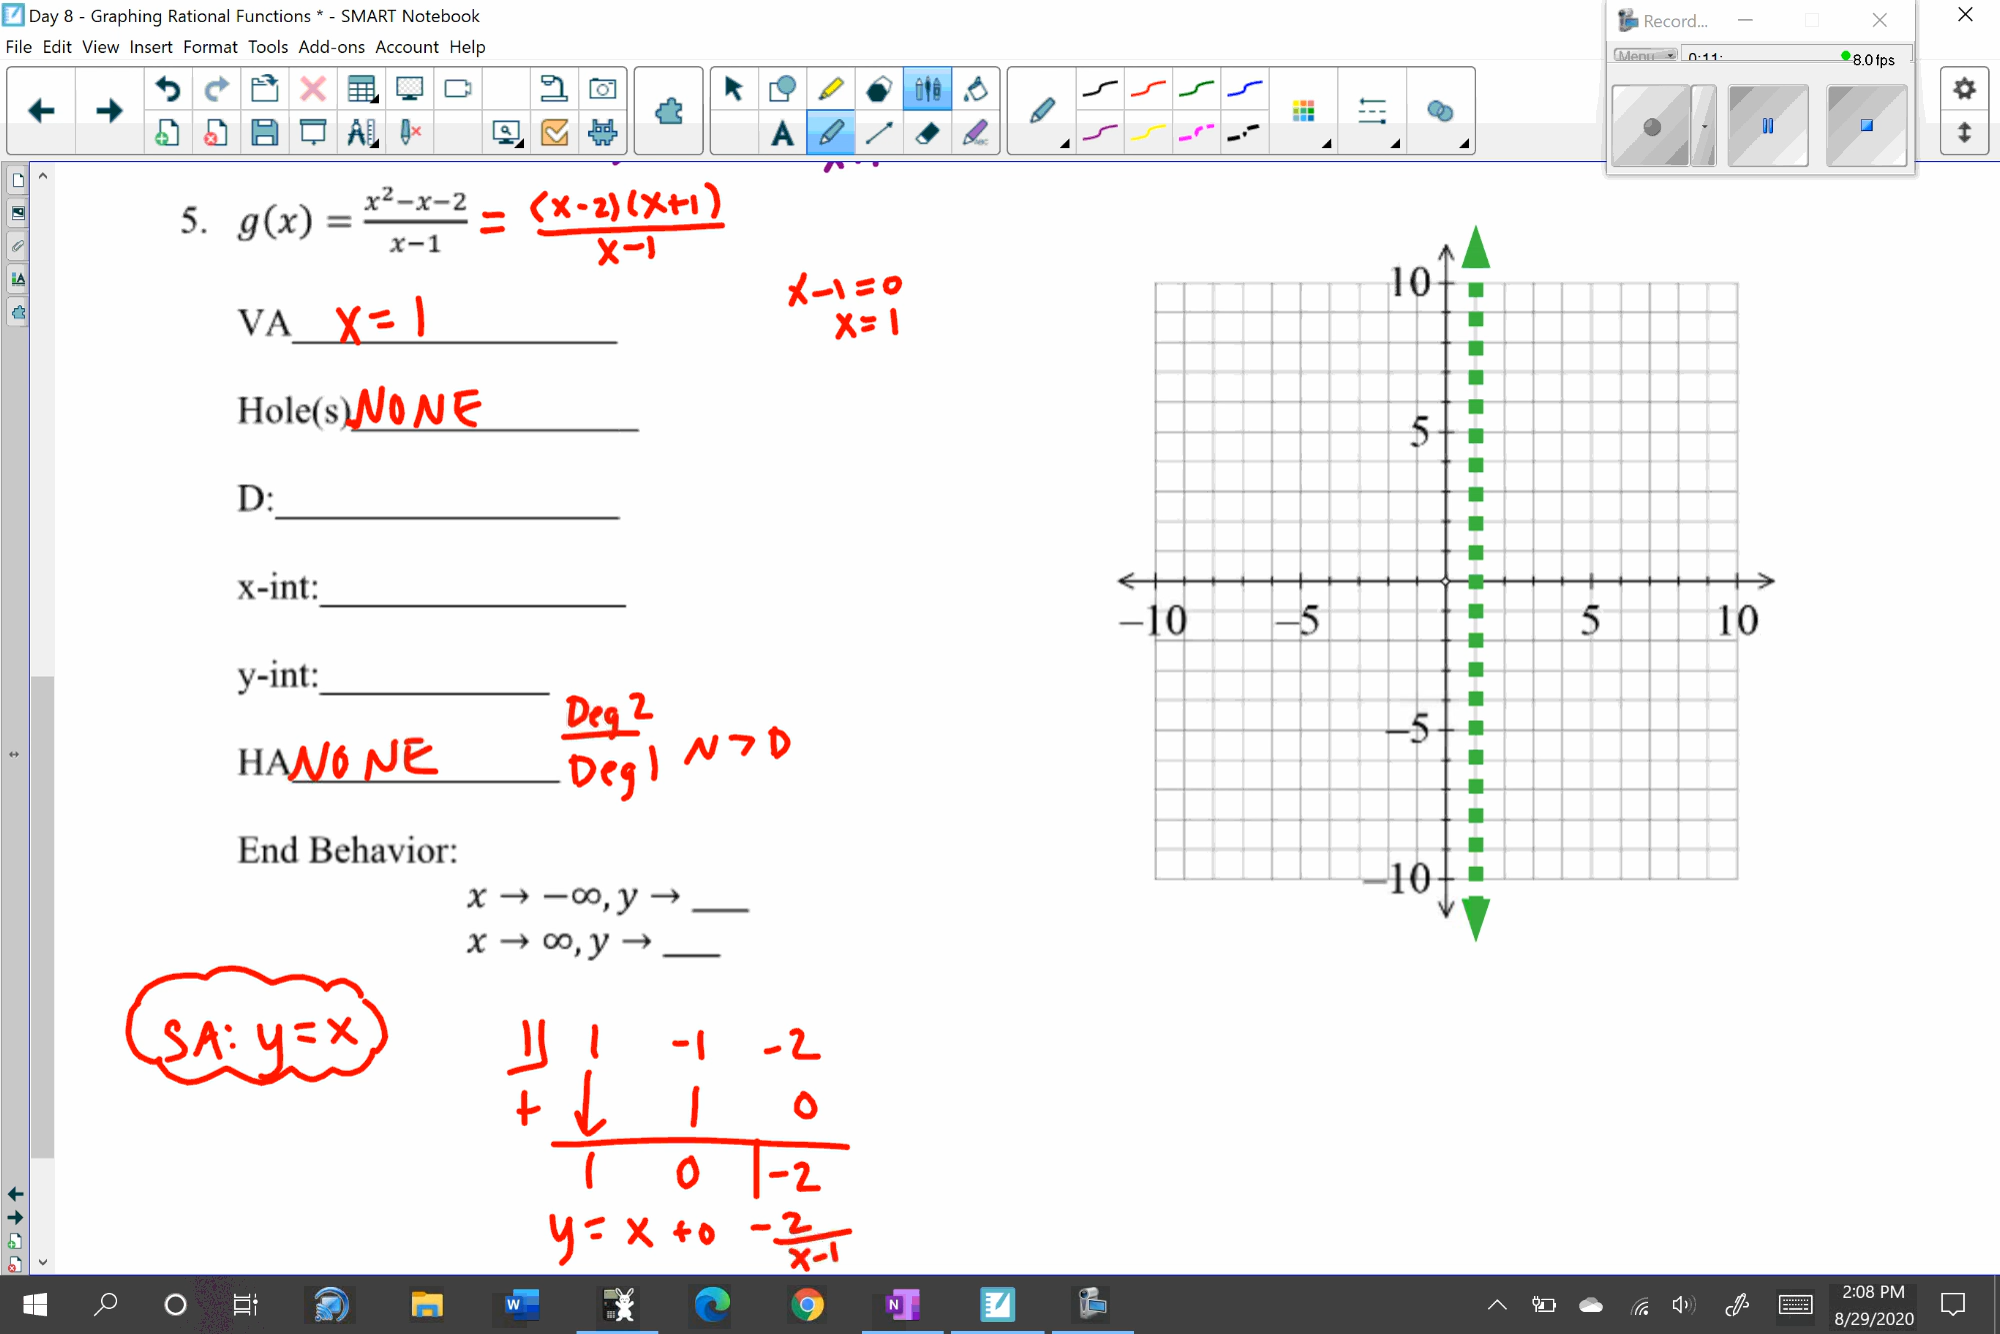 Day 8 - Graphing Rational Functions * - SMART Notebook
File Edit View Insert Format Tools Add-ons Account Help
Record...
Menu 0:11: 8.0 fps
5. g(x) = x²−x−2 / x−1 = (x-2)(x+1) / x-1
x-1=0
x=1
VA x=1
Hole(s) NONE
D:
x-int:
y-int:
Deg 2
HA NONE
Deg 1 N>D
End Behavior:
x → −∞, y →
x → ∞, y →
SA: y=x
1 1 -1 -2
+ 1 0
1 0 -2
y = x + 0 - 2/x-1
10
5
−10 −5 5 10
−5
−10
2:08 PM
8/29/2020